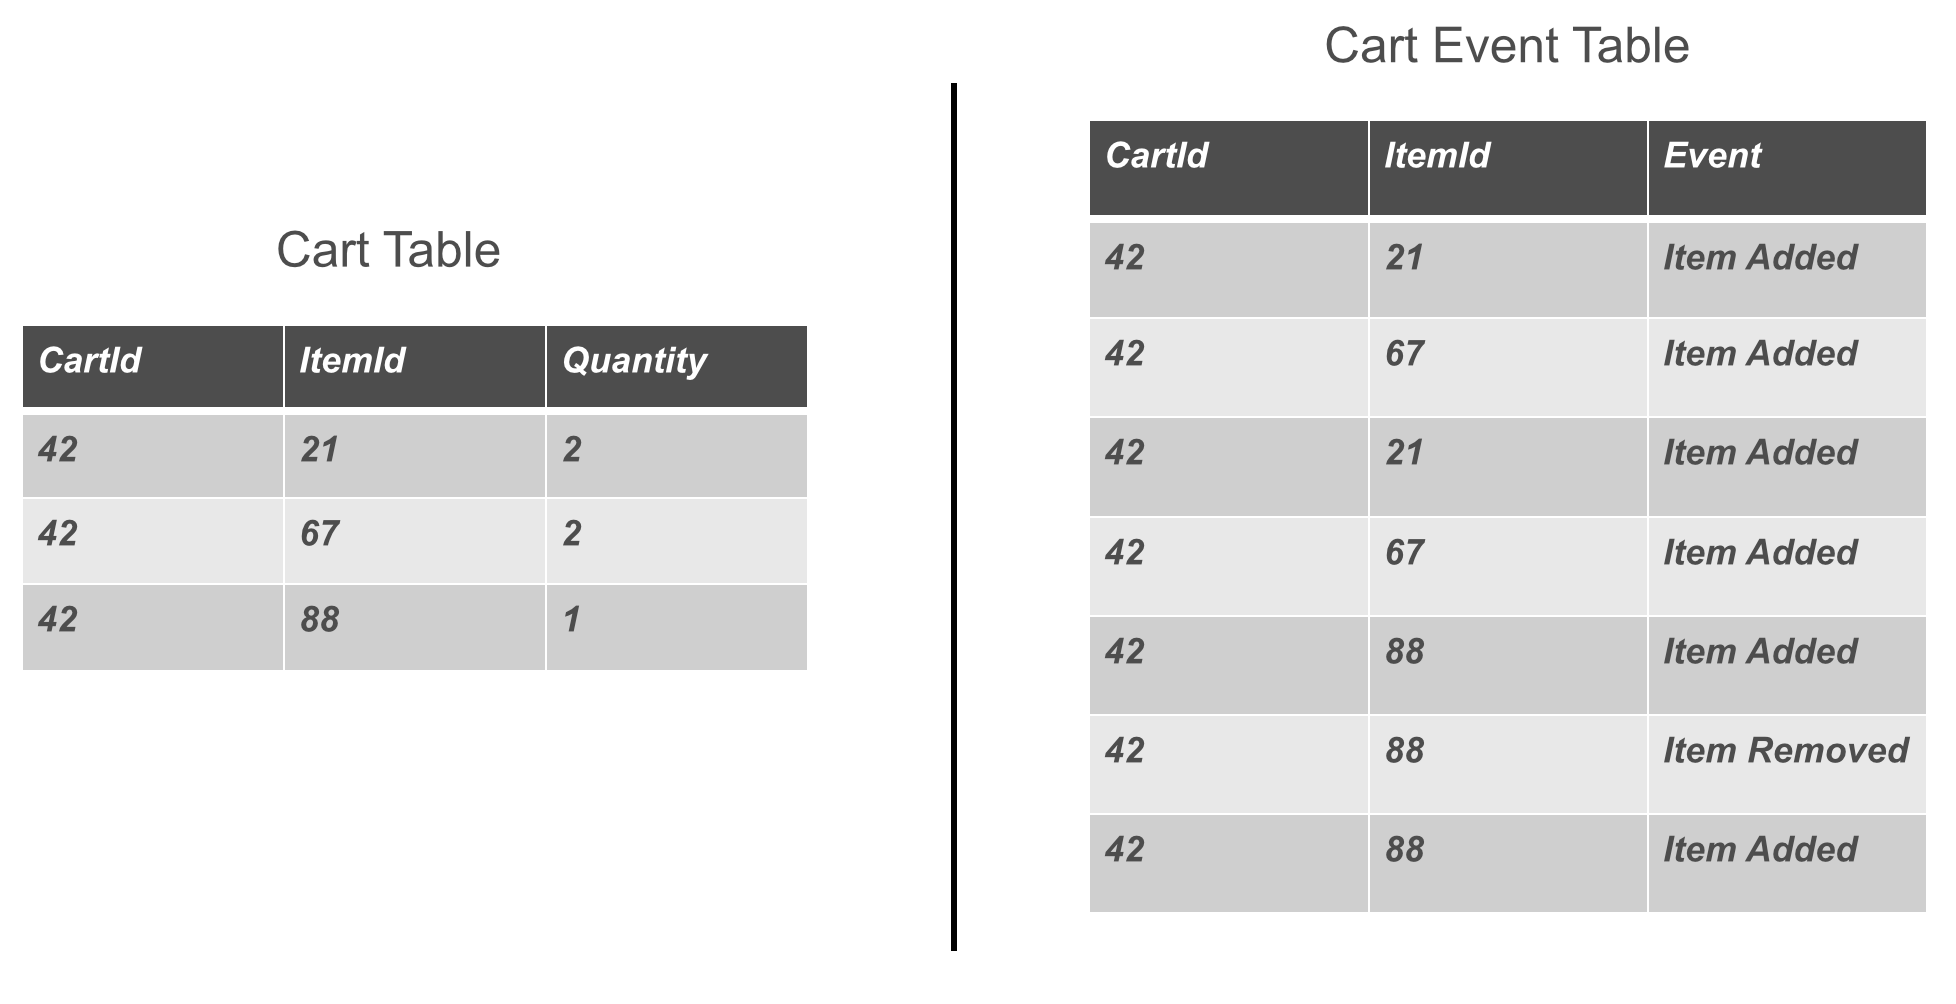 Cart Table
CartId ItemId Quantity
42 21 2
42 67 2
42 88 1
Cart Event Table
CartId ItemId Event
42 21 Item Added
42 67 Item Added
42 21 Item Added
42 67 Item Added
42 88 Item Added
42 88 Item Removed
42 88 Item Added